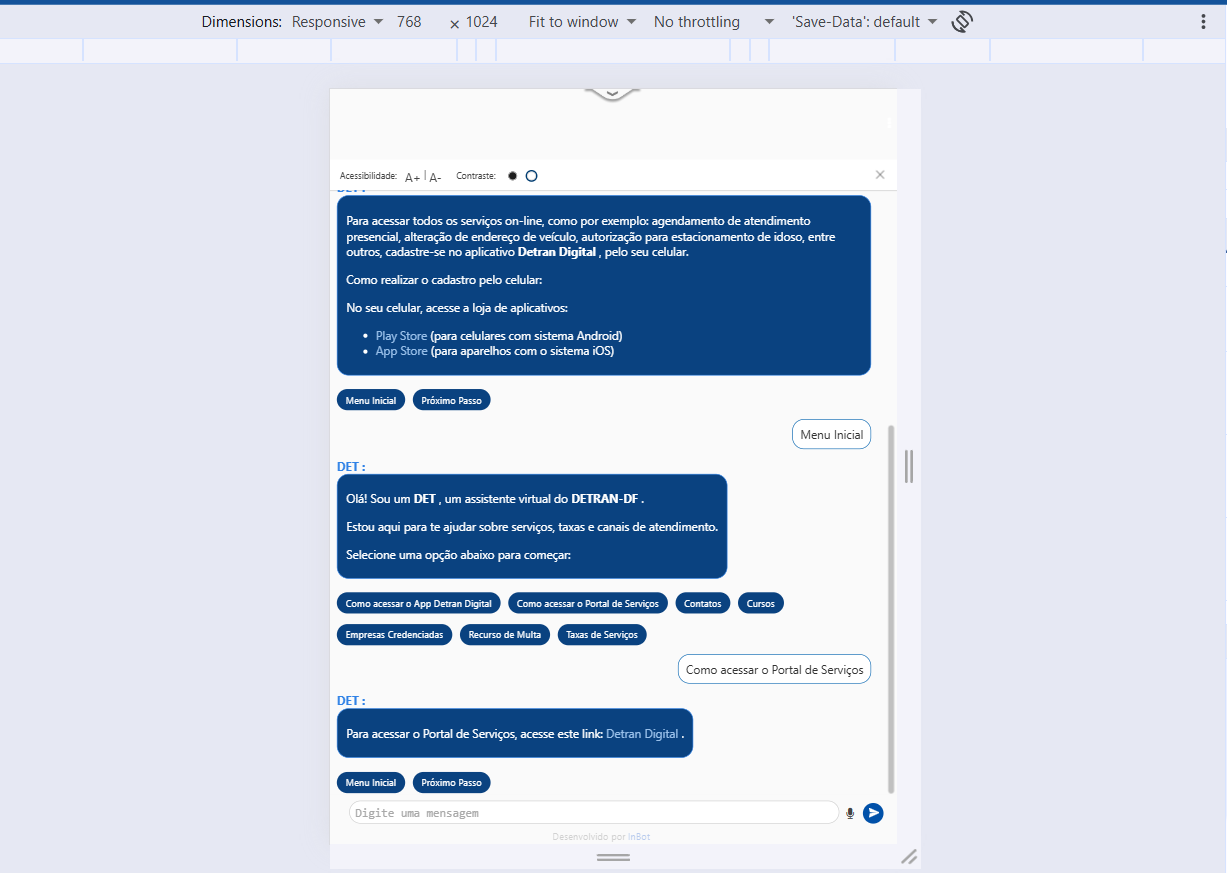 Dimensions: Responsive 768 × 1024 Fit to window No throttling 'Save-Data': default
Acessibilidade: A+ | A- Contraste:
Para acessar todos os serviços on-line, como por exemplo: agendamento de atendimento
presencial, alteração de endereço de veículo, autorização para estacionamento de idoso, entre
outros, cadastre-se no aplicativo Detran Digital , pelo seu celular.
Como realizar o cadastro pelo celular:
No seu celular, acesse a loja de aplicativos:
• Play Store (para celulares com sistema Android)
• App Store (para aparelhos com o sistema iOS)
Menu Inicial Próximo Passo
Menu Inicial
DET :
Olá! Sou um DET , um assistente virtual do DETRAN-DF .
Estou aqui para te ajudar sobre serviços, taxas e canais de atendimento.
Selecione uma opção abaixo para começar:
Como acessar o App Detran Digital Como acessar o Portal de Serviços Contatos Cursos
Empresas Credenciadas Recurso de Multa Taxas de Serviços
Como acessar o Portal de Serviços
DET :
Para acessar o Portal de Serviços, acesse este link: Detran Digital .
Menu Inicial Próximo Passo
Digite uma mensagem
Desenvolvido por InBot